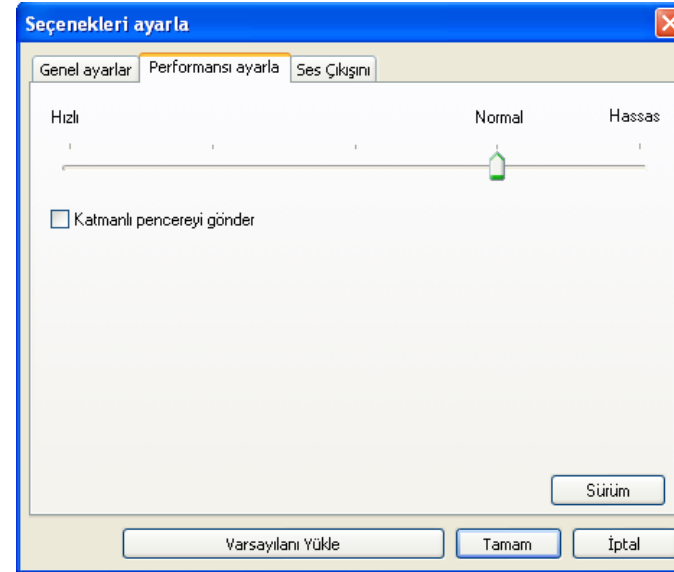 Seçenekleri ayarla
Genel ayarlar Performansı ayarla Ses Çıkışını
Hızlı Normal Hassas
Katmanlı pencereyi gönder
Sürüm
Varsayılanı Yükle Tamam İptal